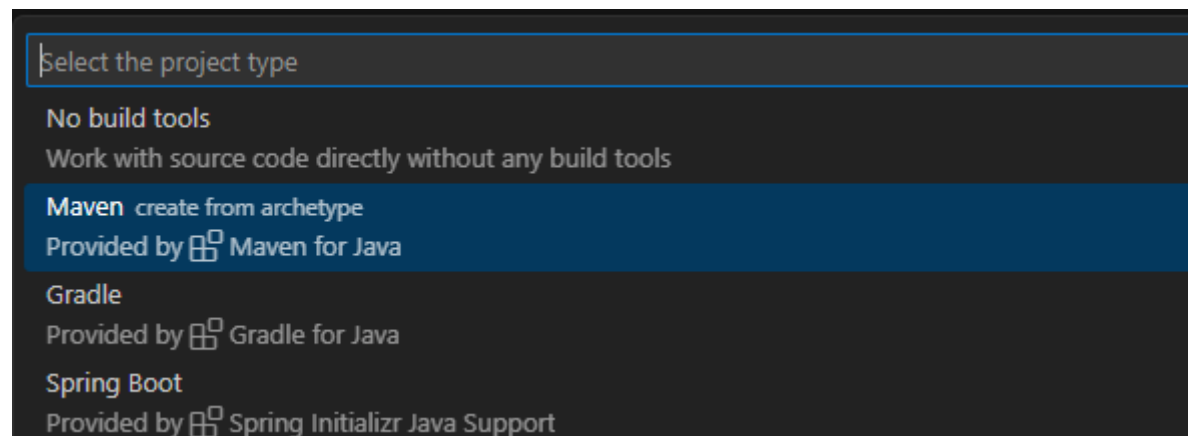 Select the project type
No build tools
Work with source code directly without any build tools
Maven create from archetype
Provided by Maven for Java
Gradle
Provided by Gradle for Java
Spring Boot
Provided by Spring Initializr Java Support